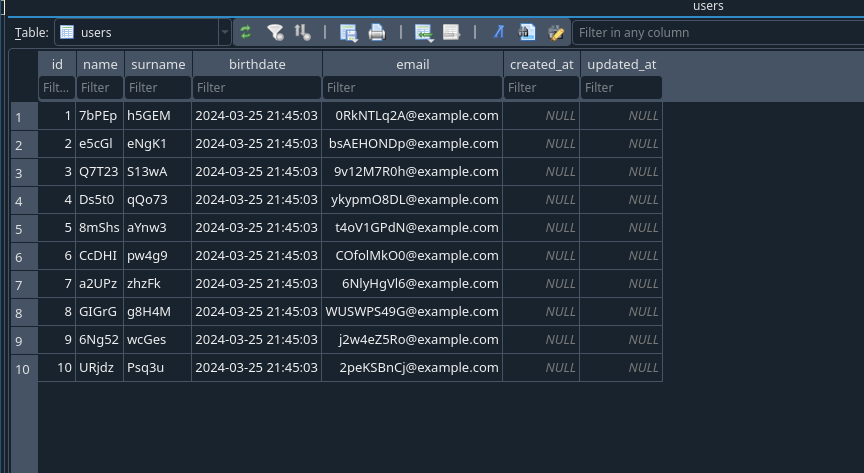 users
Table: users Filter in any column
id name surname birthdate email created_at updated_at
Filt... Filter Filter Filter Filter Filter Filter
1 1 7bPEp h5GEM 2024-03-25 21:45:03 0RkNTLq2A@example.com NULL NULL
2 2 e5cGl eNgK1 2024-03-25 21:45:03 bsAEHONDp@example.com NULL NULL
3 3 Q7T23 S13wA 2024-03-25 21:45:03 9v12M7R0h@example.com NULL NULL
4 4 Ds5t0 qQo73 2024-03-25 21:45:03 ykypmO8DL@example.com NULL NULL
5 5 8mShs aYnw3 2024-03-25 21:45:03 t4oV1GPdN@example.com NULL NULL
6 6 CcDHI pw4g9 2024-03-25 21:45:03 COfolMkO0@example.com NULL NULL
7 7 a2UPz zhzFk 2024-03-25 21:45:03 6NlyHgVl6@example.com NULL NULL
8 8 GIGrG g8H4M 2024-03-25 21:45:03 WUSWPS49G@example.com NULL NULL
9 9 6Ng52 wcGes 2024-03-25 21:45:03 j2w4eZ5Ro@example.com NULL NULL
10 10 URjdz Psq3u 2024-03-25 21:45:03 2peKSBnCj@example.com NULL NULL